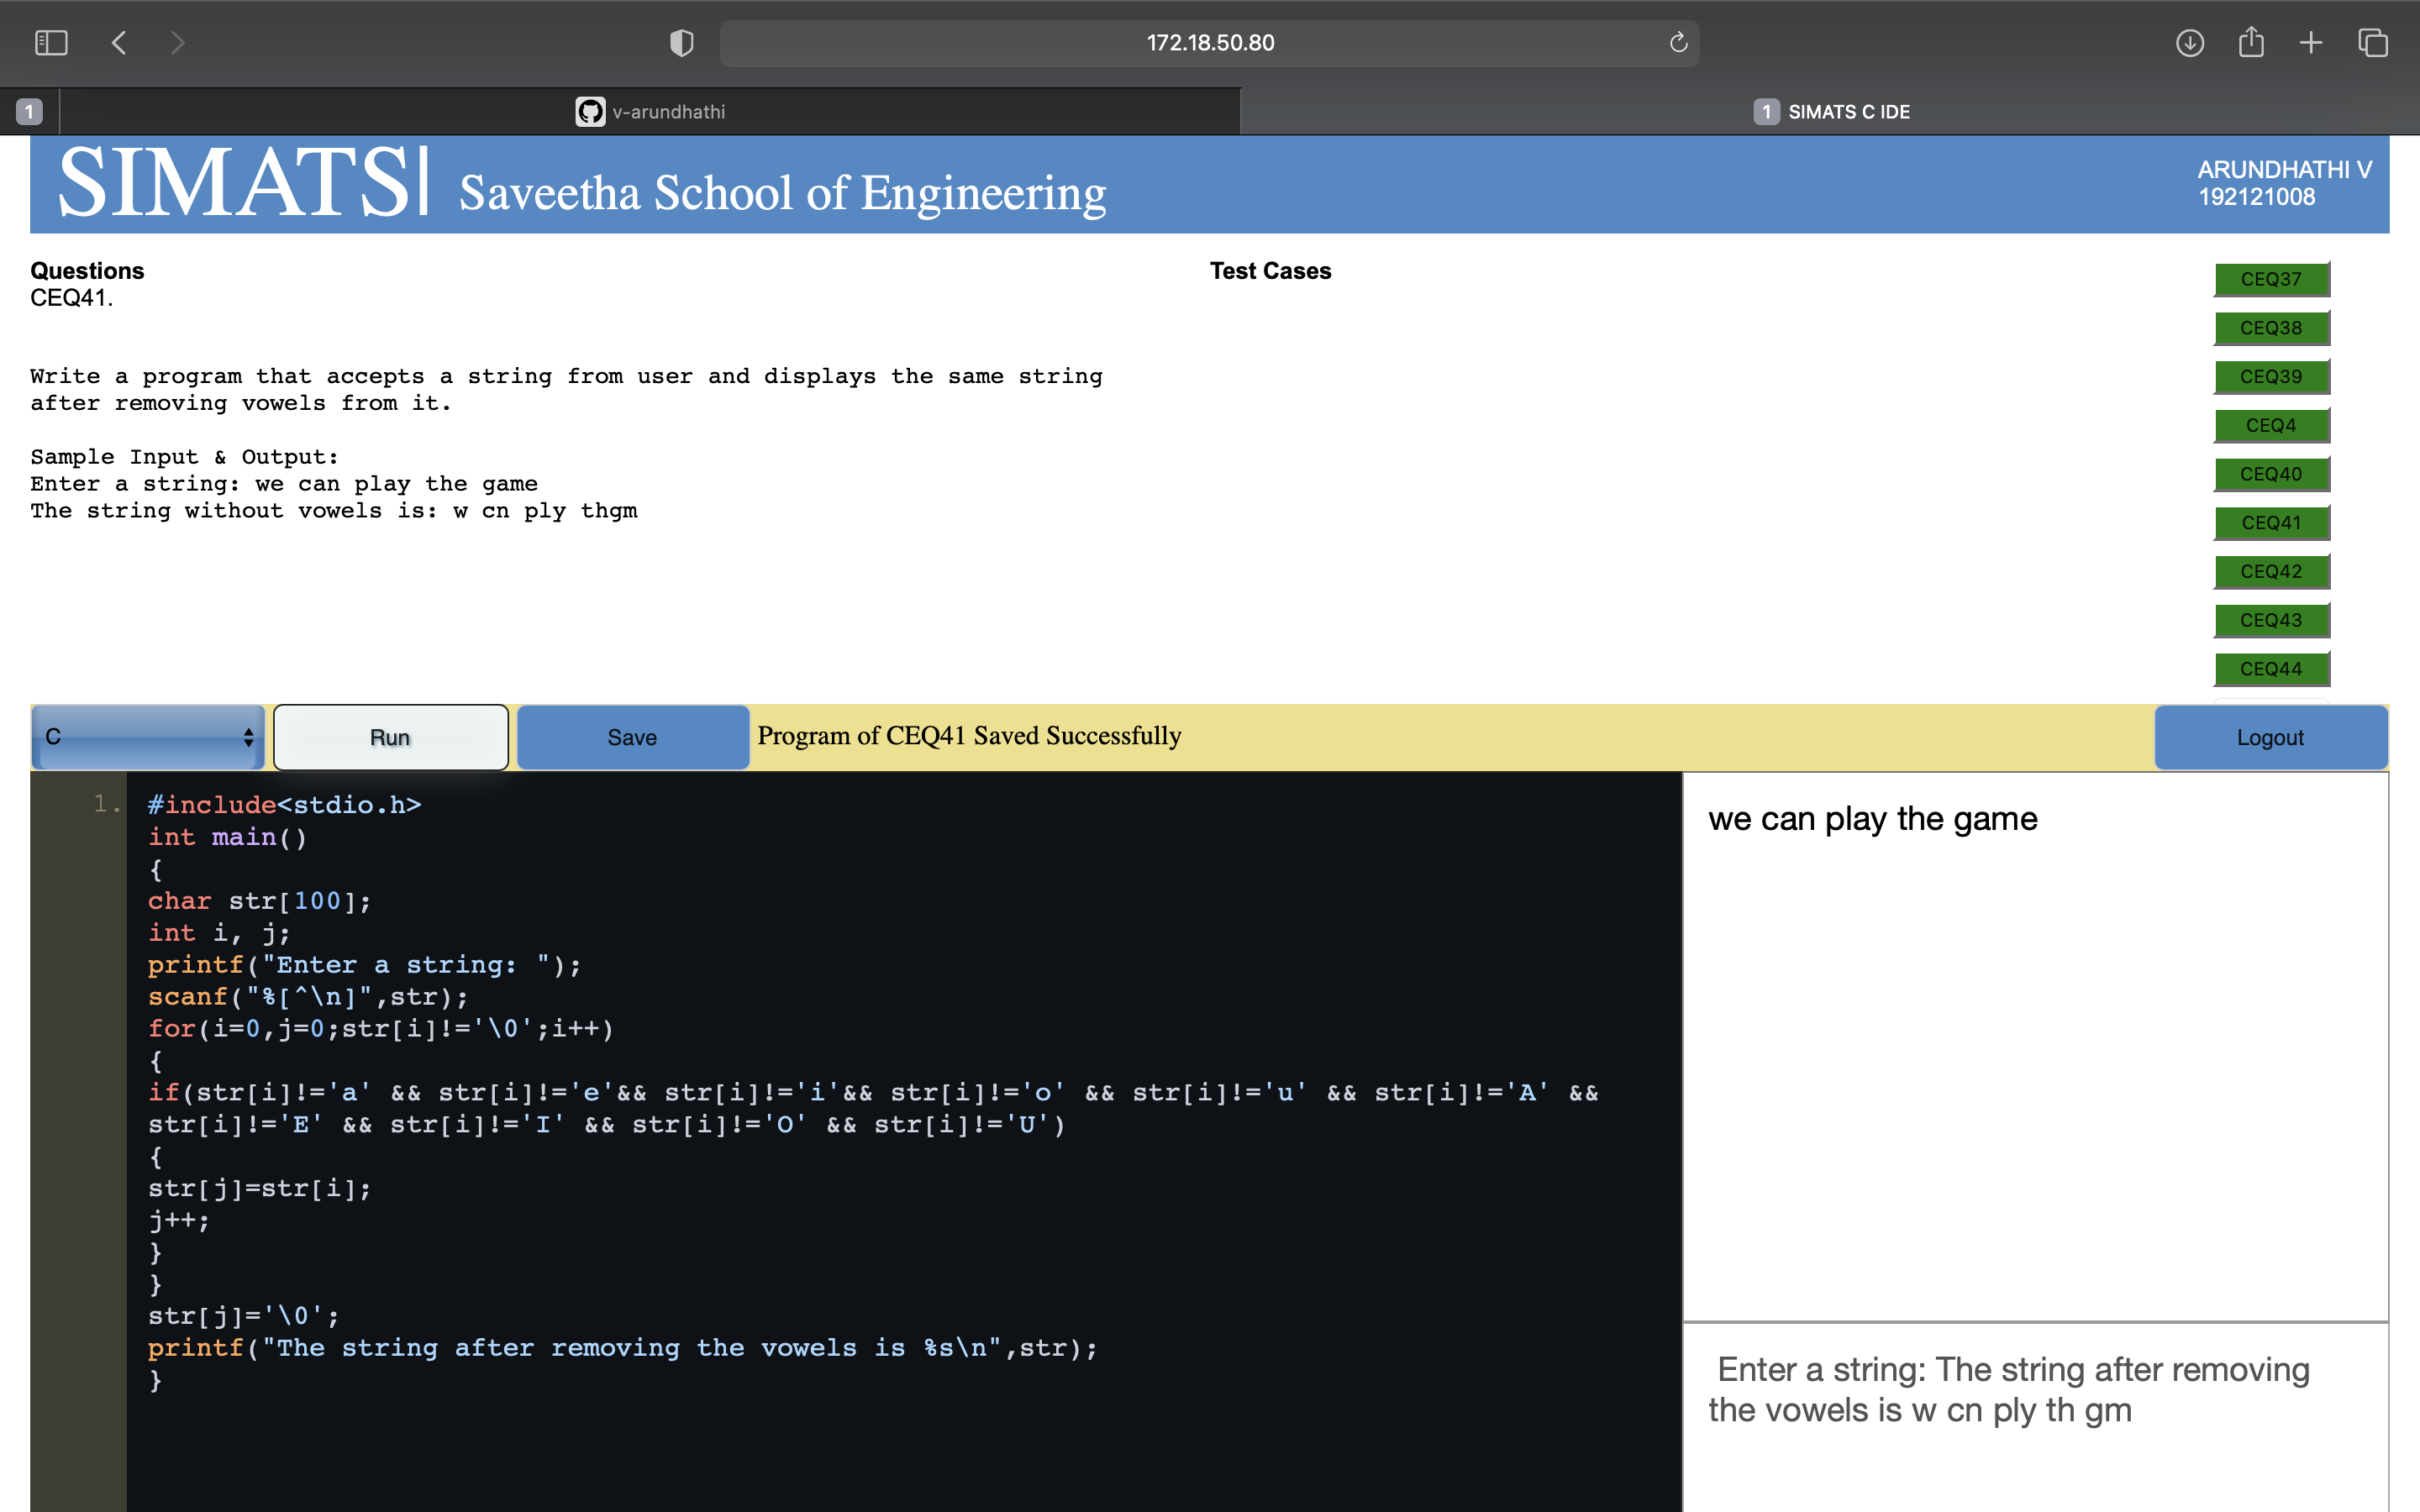 172.18.50.80
1
v-arundhathi
1 SIMATS C IDE
SIMATS| Saveetha School of Engineering
ARUNDHATHI V
192121008
Questions
CEQ41.
Write a program that accepts a string from user and displays the same string
after removing vowels from it.
Sample Input & Output:
Enter a string: we can play the game
The string without vowels is: w cn ply thgm
Test Cases
CEQ37
CEQ38
CEQ39
CEQ4
CEQ40
CEQ41
CEQ42
CEQ43
CEQ44
C
Run
Save
Program of CEQ41 Saved Successfully
Logout
1.
#include<stdio.h>
int main()
{
char str[100];
int i, j;
printf("Enter a string: ");
scanf("%[^\n]",str);
for(i=0,j=0;str[i]!='\0';i++)
{
if(str[i]!='a' && str[i]!='e'&& str[i]!='i'&& str[i]!='o' && str[i]!='u' && str[i]!='A' &&
str[i]!='E' && str[i]!='I' && str[i]!='O' && str[i]!='U')
{
str[j]=str[i];
j++;
}
}
str[j]='\0';
printf("The string after removing the vowels is %s\n",str);
}
we can play the game
Enter a string: The string after removing
the vowels is w cn ply th gm